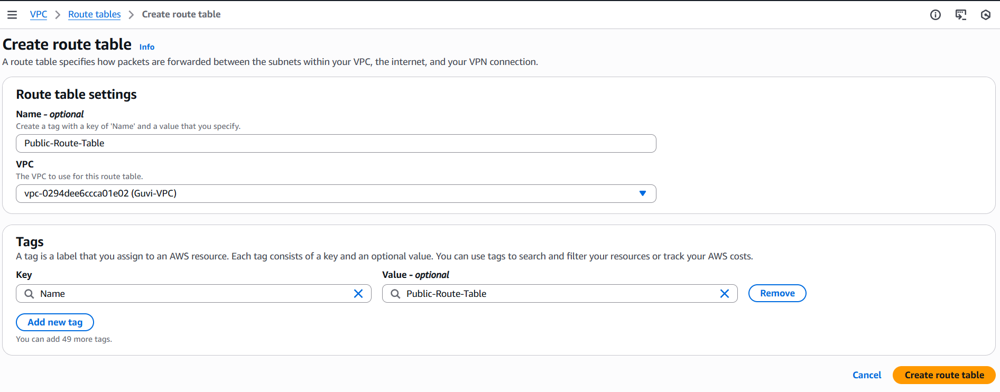 VPC > Route tables > Create route table
Create route table Info
A route table specifies how packets are forwarded between the subnets within your VPC, the internet, and your VPN connection.
Route table settings
Name - optional
Create a tag with a key of 'Name' and a value that you specify.
Public-Route-Table
VPC
The VPC to use for this route table.
vpc-0294dee6ccca01e02 (Guvi-VPC)
Tags
A tag is a label that you assign to an AWS resource. Each tag consists of a key and an optional value. You can use tags to search and filter your resources or track your AWS costs.
Key Value - optional
Name Public-Route-Table Remove
Add new tag
You can add 49 more tags.
Cancel Create route table